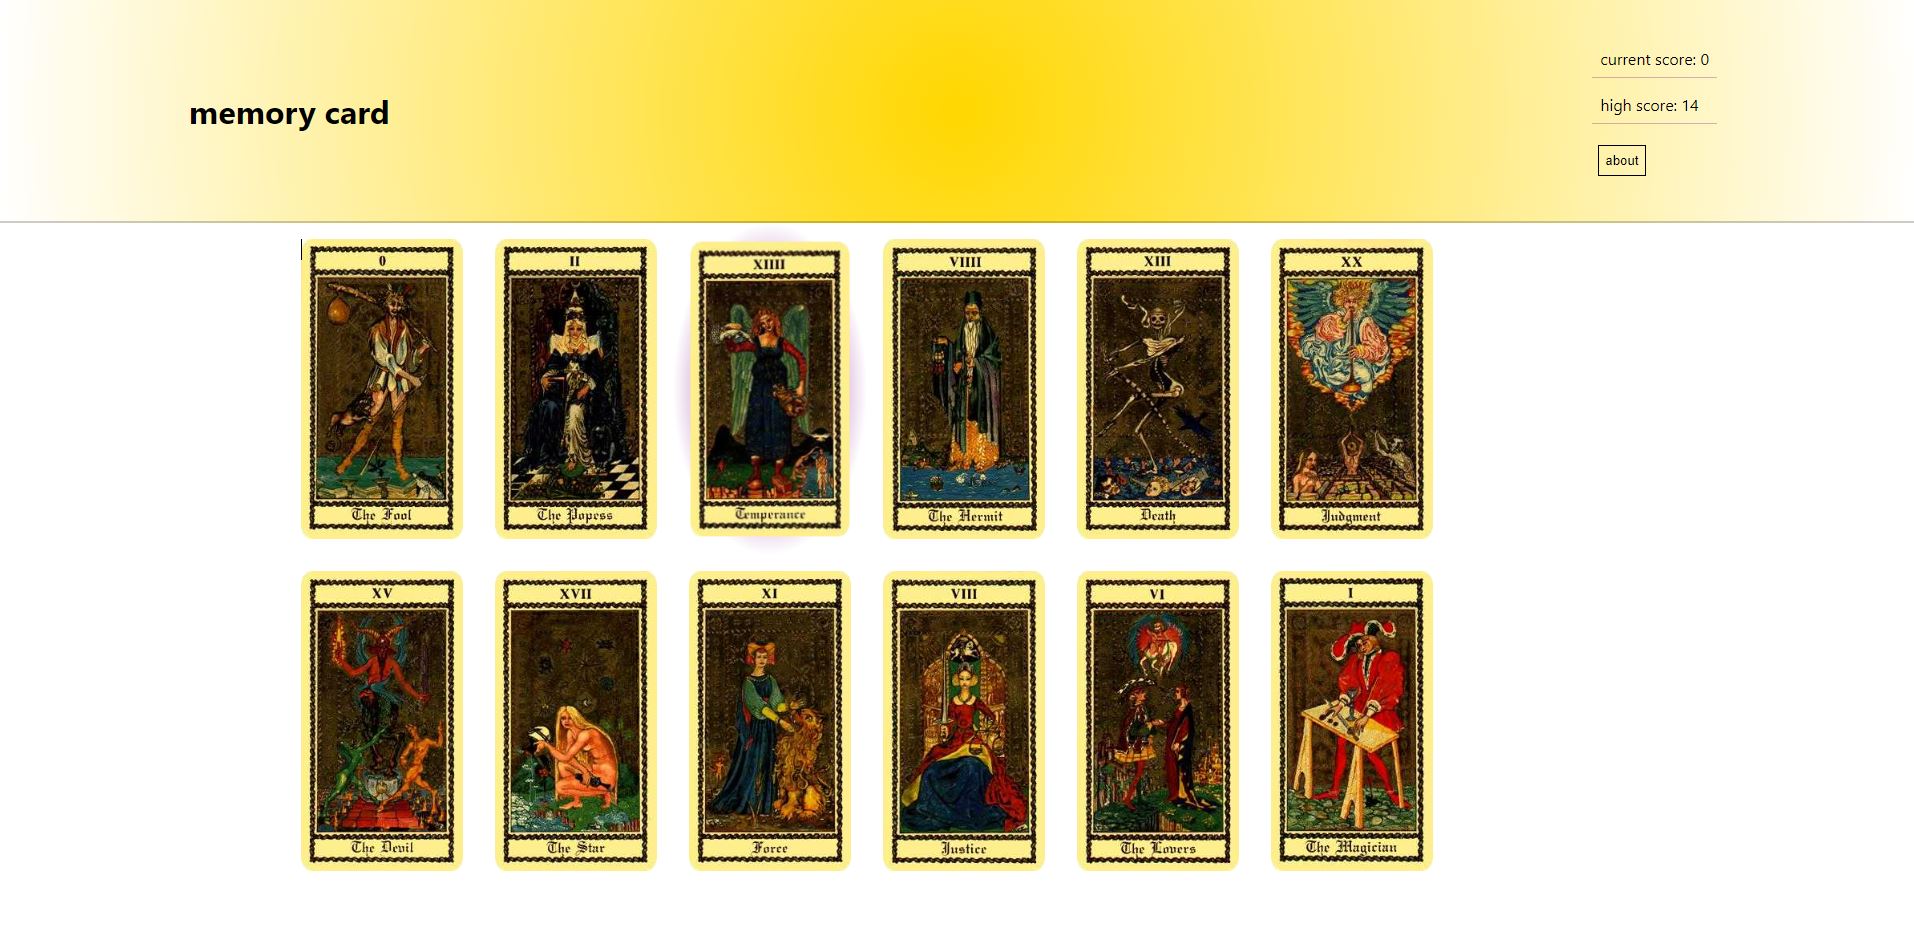 memory card
current score: 0
high score: 14
about
0
The Fool
II
The Popess
XIIII
Temperance
VIIII
The Hermit
XIII
Death
XX
Judgment
XV
The Devil
XVII
The Star
XI
Force
VIII
Justice
VI
The Lovers
I
The Magician